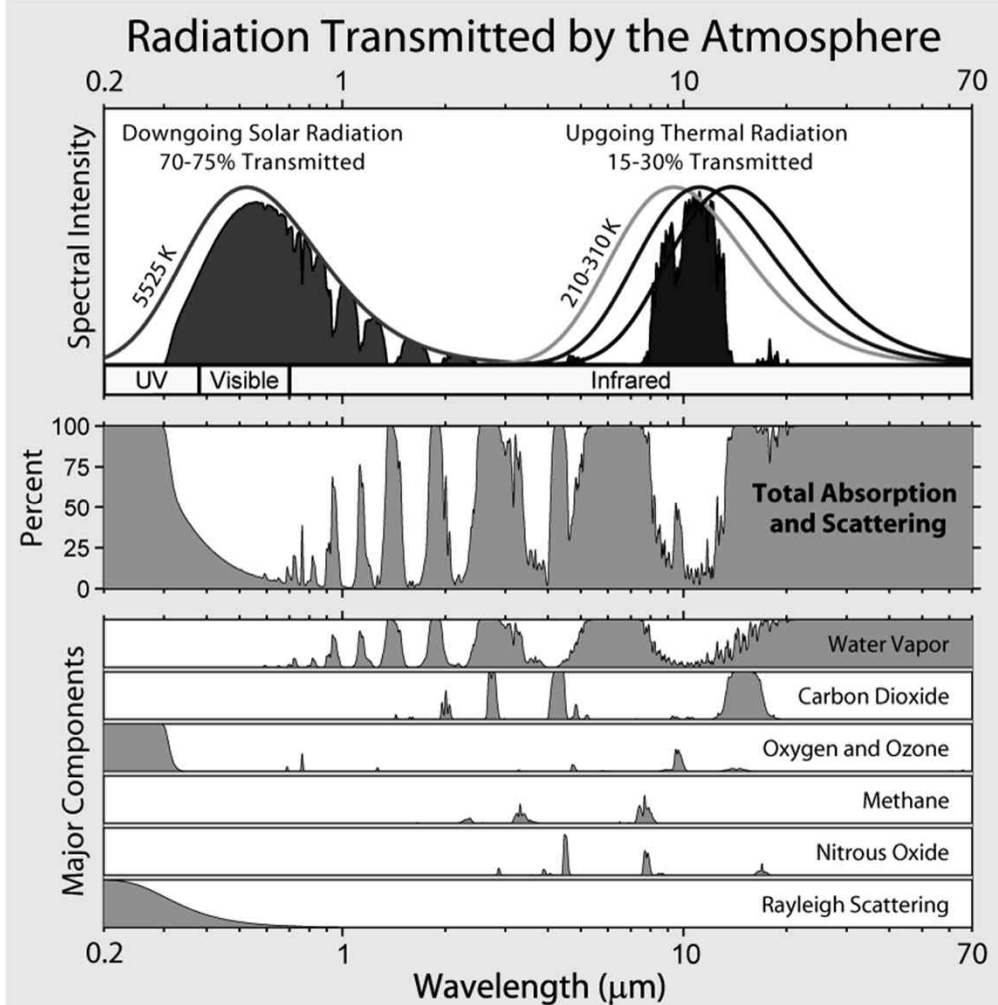 Radiation Transmitted by the Atmosphere
0.2 1 10 70
Spectral Intensity
Downgoing Solar Radiation
70-75% Transmitted
Upgoing Thermal Radiation
15-30% Transmitted
5525 K
210-310 K
UV Visible Infrared
Percent
100
75
50
25
0
Total Absorption
and Scattering
Major Components
Water Vapor
Carbon Dioxide
Oxygen and Ozone
Methane
Nitrous Oxide
Rayleigh Scattering
0.2 1 10 70
Wavelength (μm)